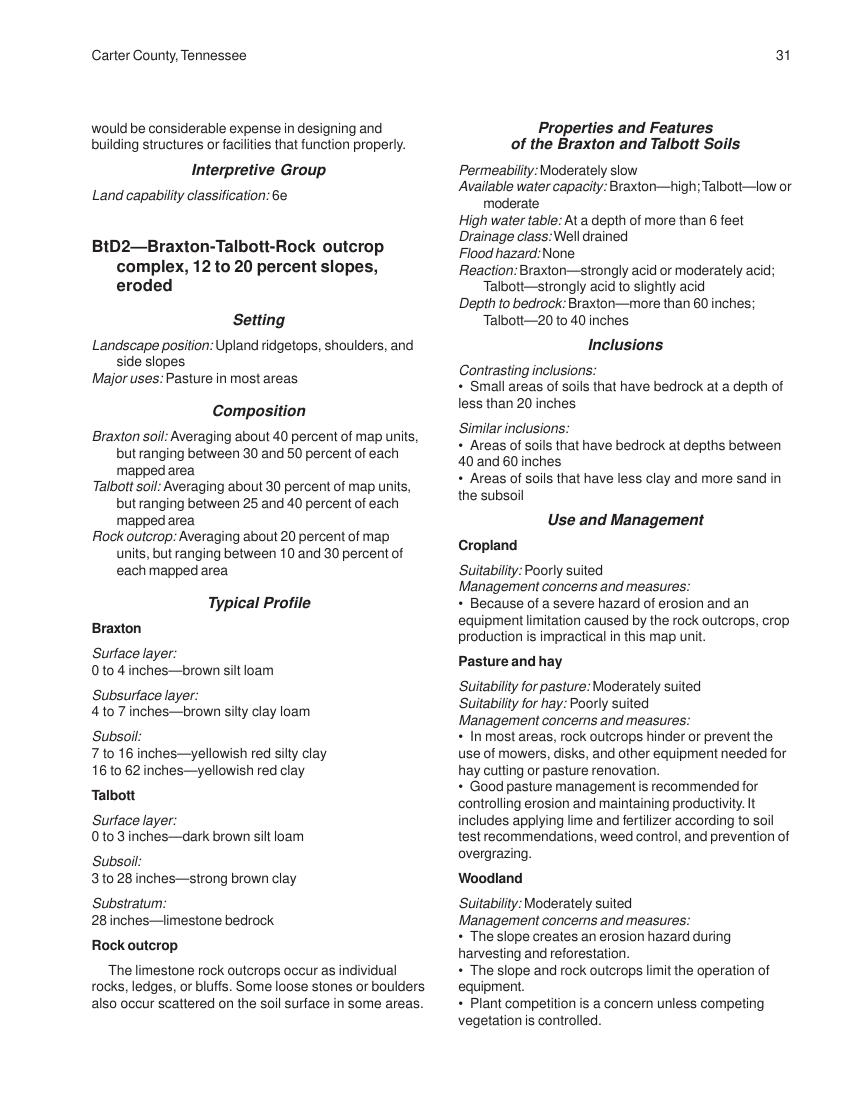 Carter County, Tennessee
31
would be considerable expense in designing and
building structures or facilities that function properly.
Interpretive Group
Land capability classification: 6e
BtD2—Braxton-Talbott-Rock outcrop
complex, 12 to 20 percent slopes,
eroded
Setting
Landscape position: Upland ridgetops, shoulders, and
side slopes
Major uses: Pasture in most areas
Composition
Braxton soil: Averaging about 40 percent of map units,
but ranging between 30 and 50 percent of each
mapped area
Talbott soil: Averaging about 30 percent of map units,
but ranging between 25 and 40 percent of each
mapped area
Rock outcrop: Averaging about 20 percent of map
units, but ranging between 10 and 30 percent of
each mapped area
Typical Profile
Braxton
Surface layer:
0 to 4 inches—brown silt loam
Subsurface layer:
4 to 7 inches—brown silty clay loam
Subsoil:
7 to 16 inches—yellowish red silty clay
16 to 62 inches—yellowish red clay
Talbott
Surface layer:
0 to 3 inches—dark brown silt loam
Subsoil:
3 to 28 inches—strong brown clay
Substratum:
28 inches—limestone bedrock
Rock outcrop
The limestone rock outcrops occur as individual
rocks, ledges, or bluffs. Some loose stones or boulders
also occur scattered on the soil surface in some areas.
Properties and Features
of the Braxton and Talbott Soils
Permeability: Moderately slow
Available water capacity: Braxton—high; Talbott—low or
moderate
High water table: At a depth of more than 6 feet
Drainage class: Well drained
Flood hazard: None
Reaction: Braxton—strongly acid or moderately acid;
Talbott—strongly acid to slightly acid
Depth to bedrock: Braxton—more than 60 inches;
Talbott—20 to 40 inches
Inclusions
Contrasting inclusions:
• Small areas of soils that have bedrock at a depth of
less than 20 inches
Similar inclusions:
• Areas of soils that have bedrock at depths between
40 and 60 inches
• Areas of soils that have less clay and more sand in
the subsoil
Use and Management
Cropland
Suitability: Poorly suited
Management concerns and measures:
• Because of a severe hazard of erosion and an
equipment limitation caused by the rock outcrops, crop
production is impractical in this map unit.
Pasture and hay
Suitability for pasture: Moderately suited
Suitability for hay: Poorly suited
Management concerns and measures:
• In most areas, rock outcrops hinder or prevent the
use of mowers, disks, and other equipment needed for
hay cutting or pasture renovation.
• Good pasture management is recommended for
controlling erosion and maintaining productivity. It
includes applying lime and fertilizer according to soil
test recommendations, weed control, and prevention of
overgrazing.
Woodland
Suitability: Moderately suited
Management concerns and measures:
• The slope creates an erosion hazard during
harvesting and reforestation.
• The slope and rock outcrops limit the operation of
equipment.
• Plant competition is a concern unless competing
vegetation is controlled.